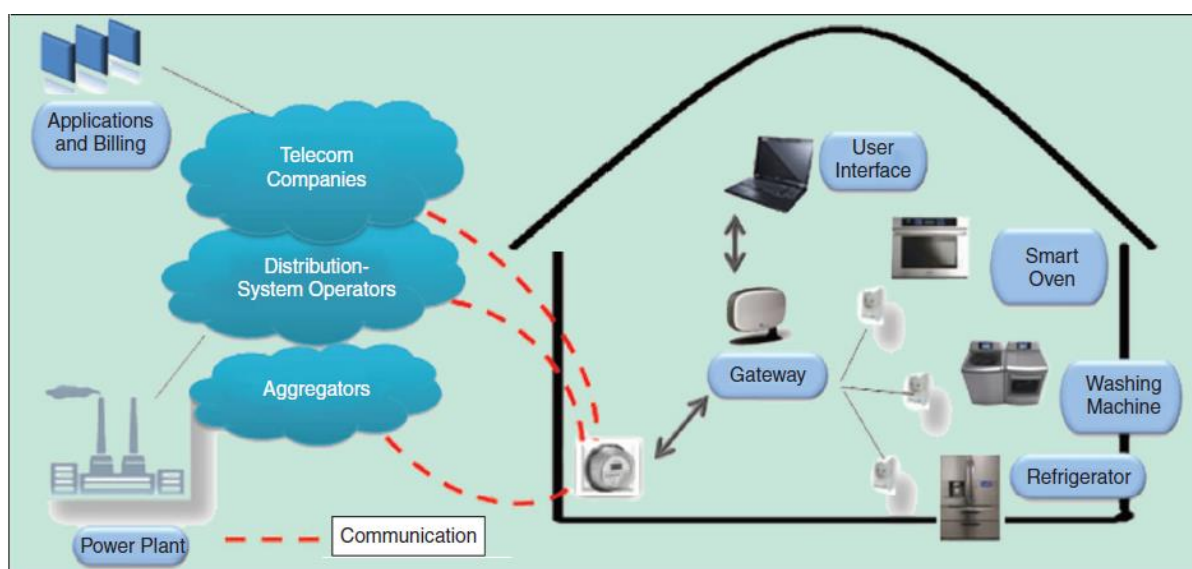 Applications
and Billing
Telecom
Companies
Distribution-
System Operators
Aggregators
Power Plant
Communication
User
Interface
Smart
Oven
Gateway
Washing
Machine
Refrigerator